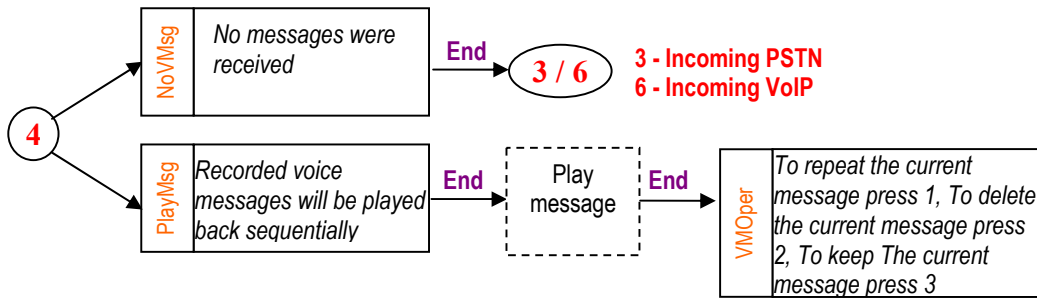 NoVMsg
No messages were
received
End
3 / 6
3 - Incoming PSTN
6 - Incoming VoIP
4
PlayMsg
Recorded voice
messages will be played
back sequentially
End
Play
message
End
VMOper
To repeat the current
message press 1, To delete
the current message press
2, To keep The current
message press 3